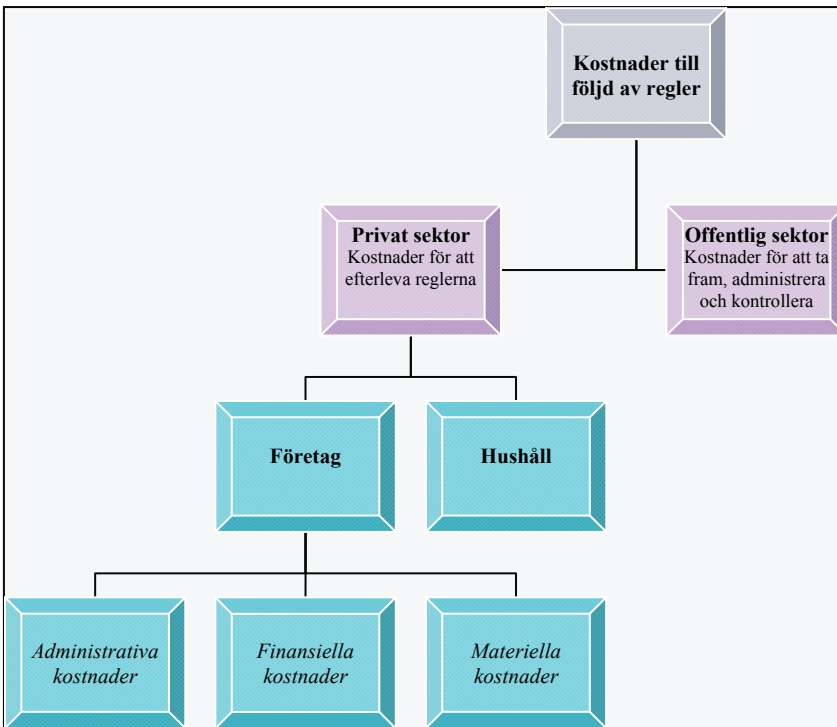 Kostnader till
följd av regler
Privat sektor
Kostnader för att
efterleva reglerna
Offentlig sektor
Kostnader för att ta
fram, administrera
och kontrollera
Företag
Hushåll
Administrativa
kostnader
Finansiella
kostnader
Materiella
kostnader